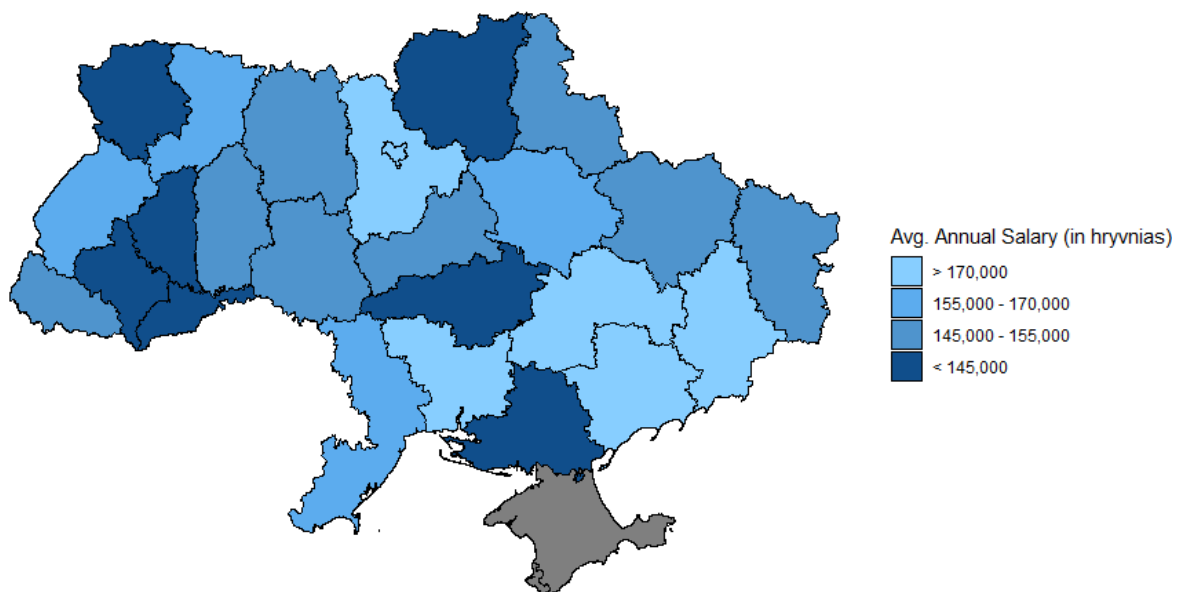 Avg. Annual Salary (in hryvnias)
> 170,000
155,000 - 170,000
145,000 - 155,000
< 145,000